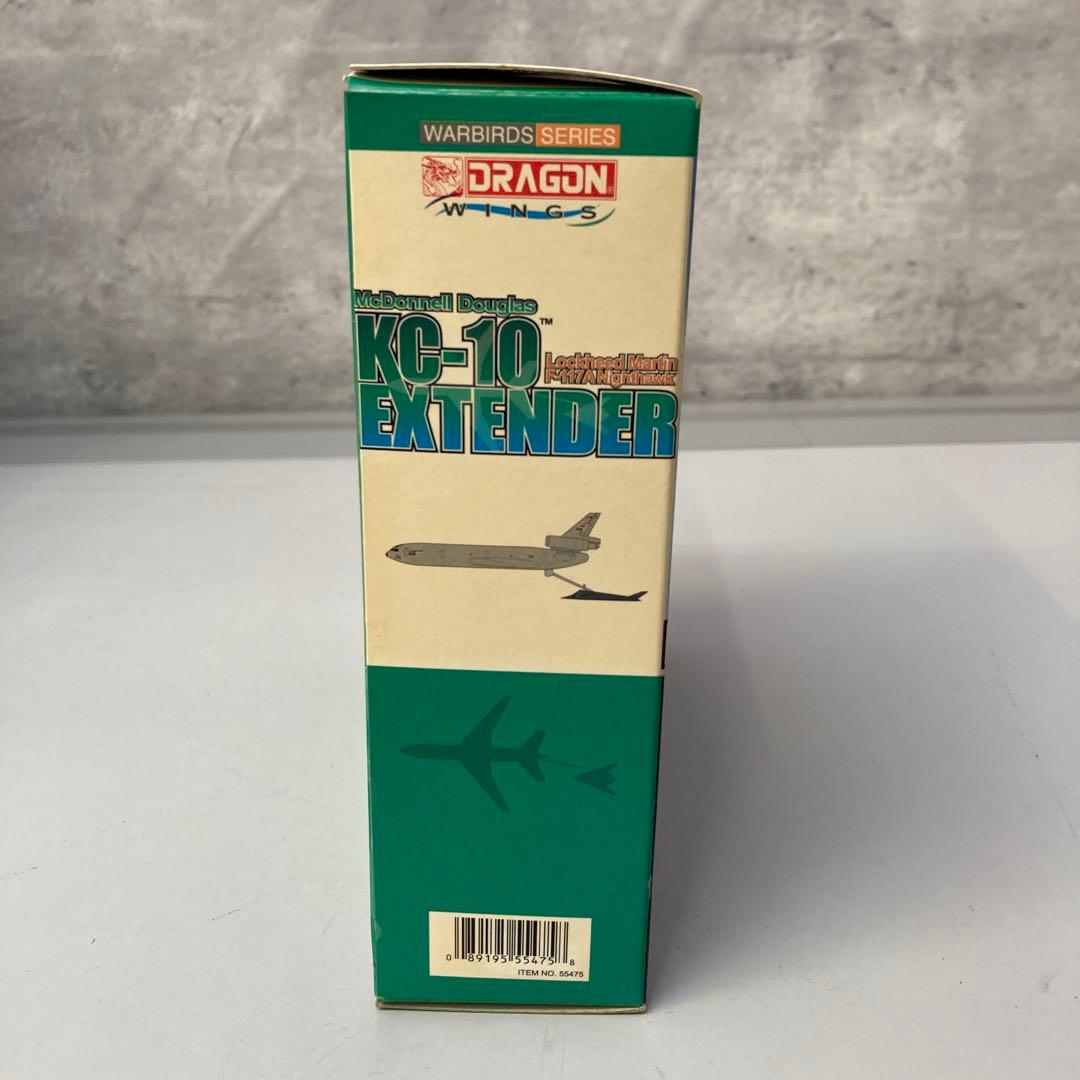 WARBIRDS SERIES
DRAGON
WINGS
McDonnell Douglas
KC-10™
Lockheed Martin
F-117A Nighthawk
EXTENDER
0 89195 55475 8
ITEM NO. 55475